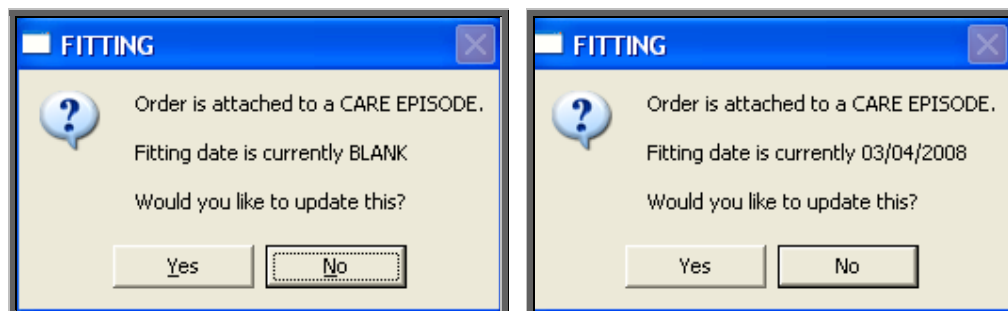 FITTING
Order is attached to a CARE EPISODE.
Fitting date is currently BLANK
Would you like to update this?
Yes No
FITTING
Order is attached to a CARE EPISODE.
Fitting date is currently 03/04/2008
Would you like to update this?
Yes No